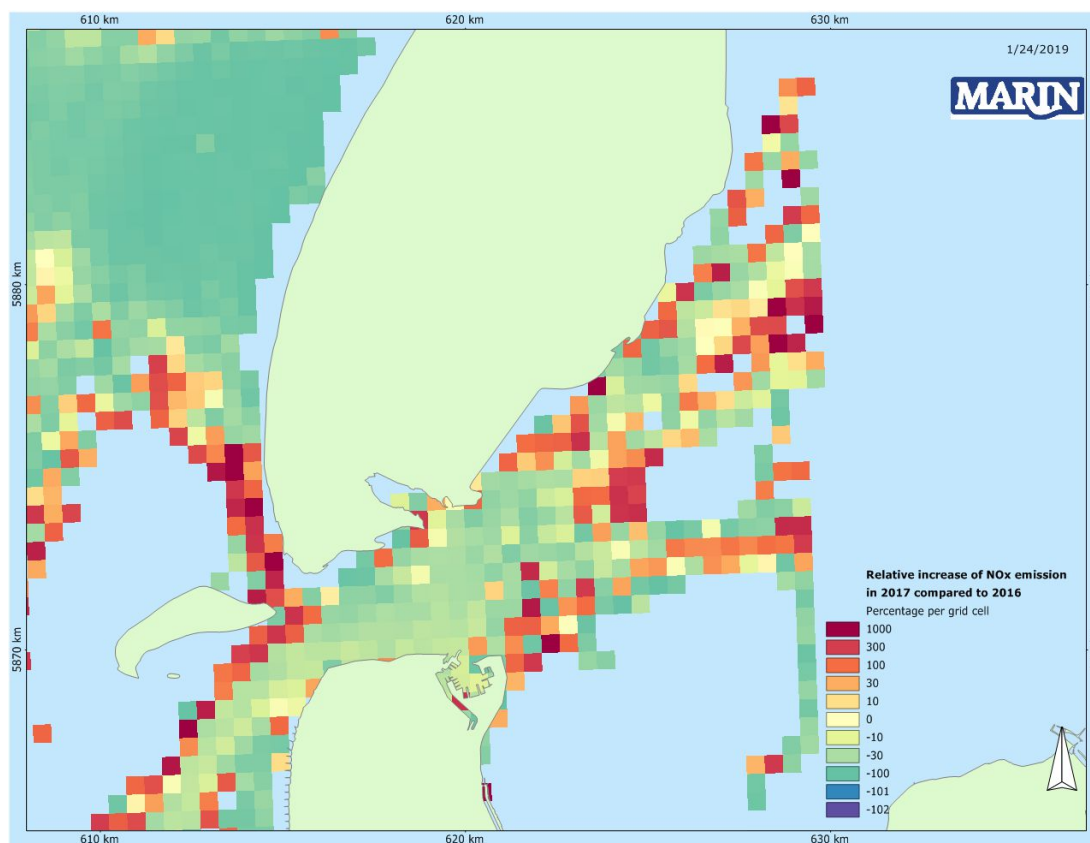 610 km
620 km
630 km
1/24/2019
MARIN
5880 km
5870 km
Relative increase of NOx emission
in 2017 compared to 2016
Percentage per grid cell
1000
300
100
30
10
0
-10
-30
-100
-101
-102
610 km
620 km
630 km